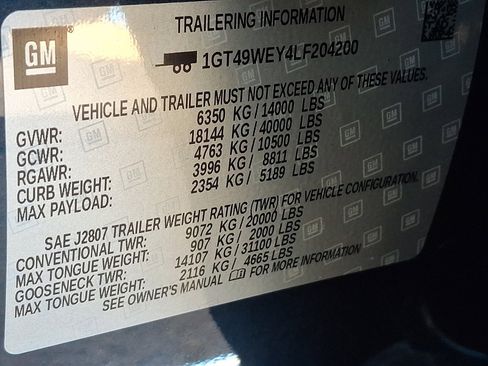 GM
TRAILERING INFORMATION
1GT49WEY4LF204200
VEHICLE AND TRAILER MUST NOT EXCEED ANY OF THESE VALUES.
GVWR: 6350 KG / 14000 LBS
GCWR: 18144 KG / 40000 LBS
RGAWR: 4763 KG / 10500 LBS
CURB WEIGHT: 3996 KG / 8811 LBS
MAX PAYLOAD: 2354 KG / 5189 LBS
SAE J2807 TRAILER WEIGHT RATING (TWR) FOR VEHICLE CONFIGURATION.
CONVENTIONAL TWR: 9072 KG / 20000 LBS
MAX TONGUE WEIGHT: 907 KG / 2000 LBS
GOOSENECK TWR: 14107 KG / 31100 LBS
MAX TONGUE WEIGHT: 2116 KG / 4665 LBS
SEE OWNER'S MANUAL FOR MORE INFORMATION